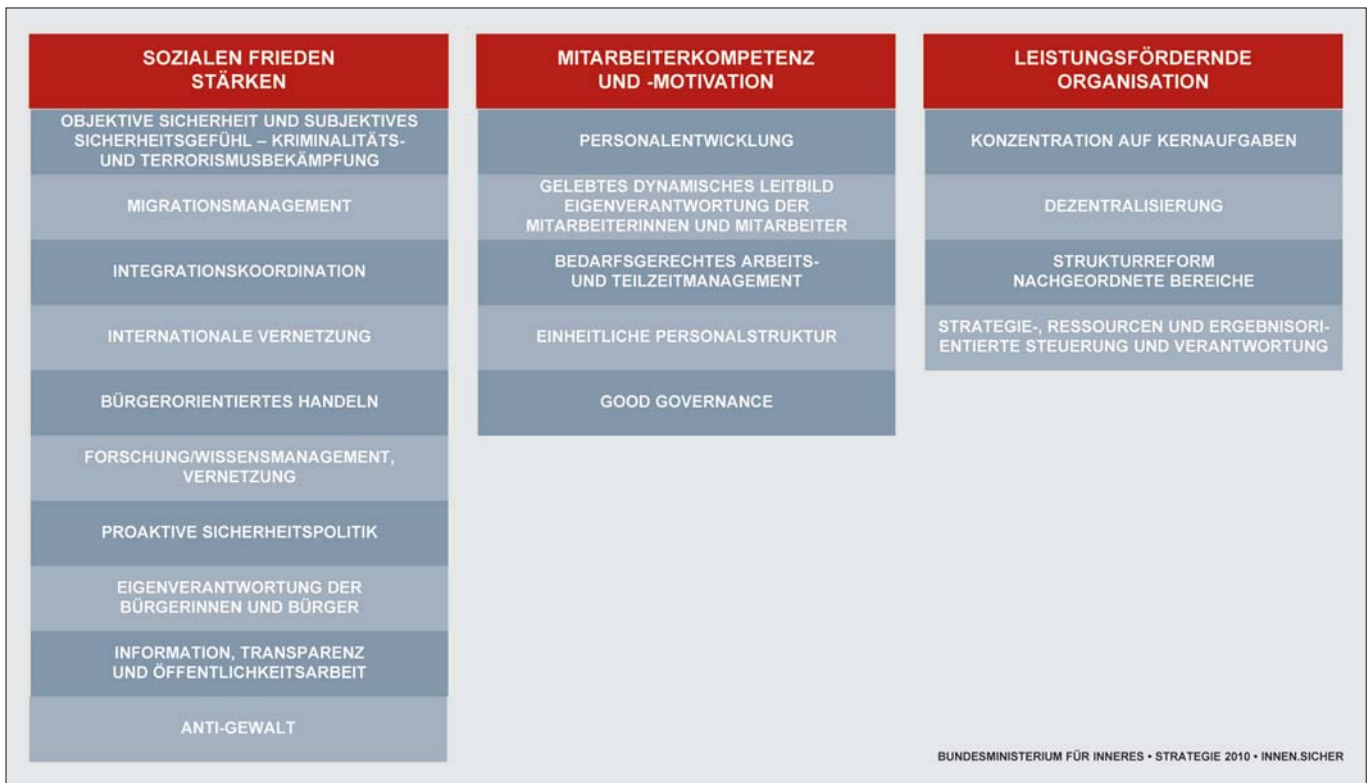 SOZIALEN FRIEDEN
STÄRKEN
OBJEKTIVE SICHERHEIT UND SUBJEKTIVES
SICHERHEITSGEFÜHL – KRIMINALITÄTS-
UND TERRORISMUSBEKÄMPFUNG
MIGRATIONSMANAGEMENT
INTEGRATIONSKOORDINATION
INTERNATIONALE VERNETZUNG
BÜRGERORIENTIERTES HANDELN
FORSCHUNG/WISSENSMANAGEMENT,
VERNETZUNG
PROAKTIVE SICHERHEITSPOLITIK
EIGENVERANTWORTUNG DER
BÜRGERINNEN UND BÜRGER
INFORMATION, TRANSPARENZ
UND ÖFFENTLICHKEITSARBEIT
ANTI-GEWALT
MITARBEITERKOMPETENZ
UND -MOTIVATION
PERSONALENTWICKLUNG
GELEBTES DYNAMISCHES LEITBILD
EIGENVERANTWORTUNG DER
MITARBEITERINNEN UND MITARBEITER
BEDARFSGERECHTES ARBEITS-
UND TEILZEITMANAGEMENT
EINHEITLICHE PERSONALSTRUKTUR
GOOD GOVERNANCE
LEISTUNGSFÖRDERNDE
ORGANISATION
KONZENTRATION AUF KERNAUFGABEN
DEZENTRALISIERUNG
STRUKTURREFORM
NACHGEORDNETE BEREICHE
STRATEGIE-, RESSOURCEN UND ERGEBNISORI-
ENTIERTE STEUERUNG UND VERANTWORTUNG
BUNDESMINISTERIUM FÜR INNERES • STRATEGIE 2010 • INNEN.SICHER